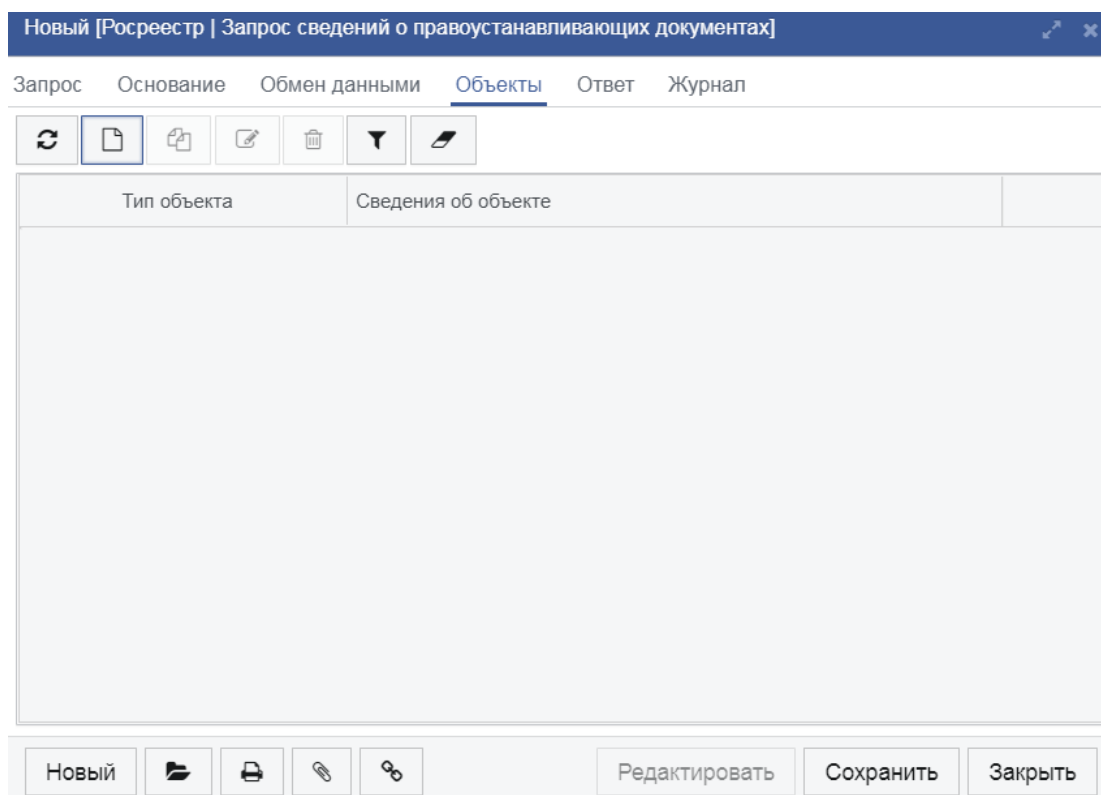 Новый [Росреестр | Запрос сведений о правоустанавливающих документах]
Запрос Основание Обмен данными Объекты Ответ Журнал
Тип объекта Сведения об объекте
Новый Редактировать Сохранить Закрыть